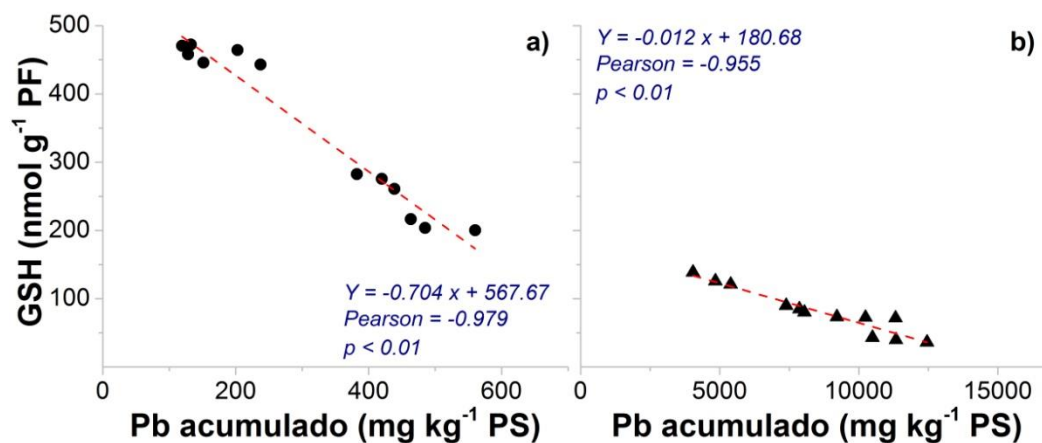 GSH (nmol g⁻¹ PF)
500
400
300
200
100
0
200
400
600
a)
Y = -0.704 x + 567.67
Pearson = -0.979
p < 0.01
Pb acumulado (mg kg⁻¹ PS)
Y = -0.012 x + 180.68
Pearson = -0.955
p < 0.01
b)
0
5000
10000
15000
Pb acumulado (mg kg⁻¹ PS)